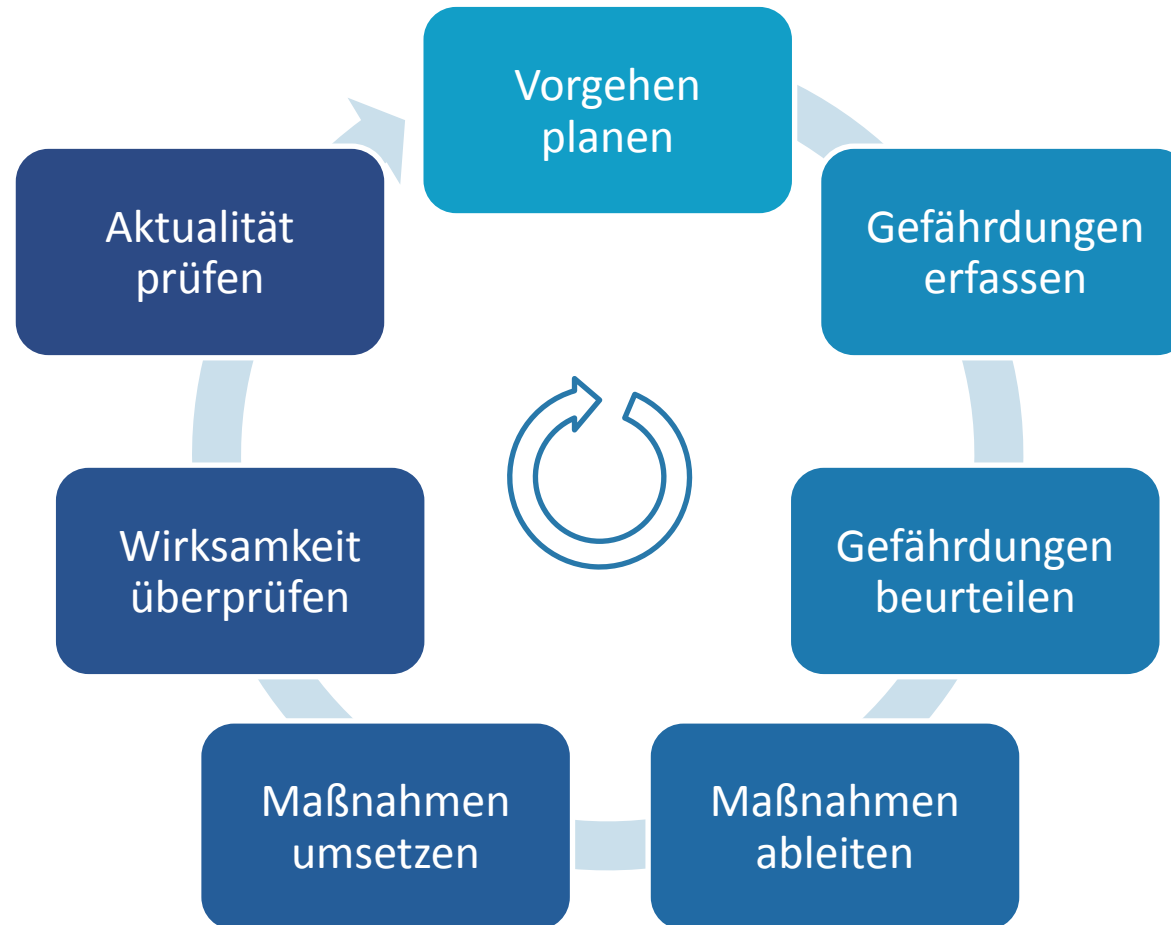 Vorgehen
planen
Gefährdungen
erfassen
Gefährdungen
beurteilen
Maßnahmen
ableiten
Maßnahmen
umsetzen
Wirksamkeit
überprüfen
Aktualität
prüfen